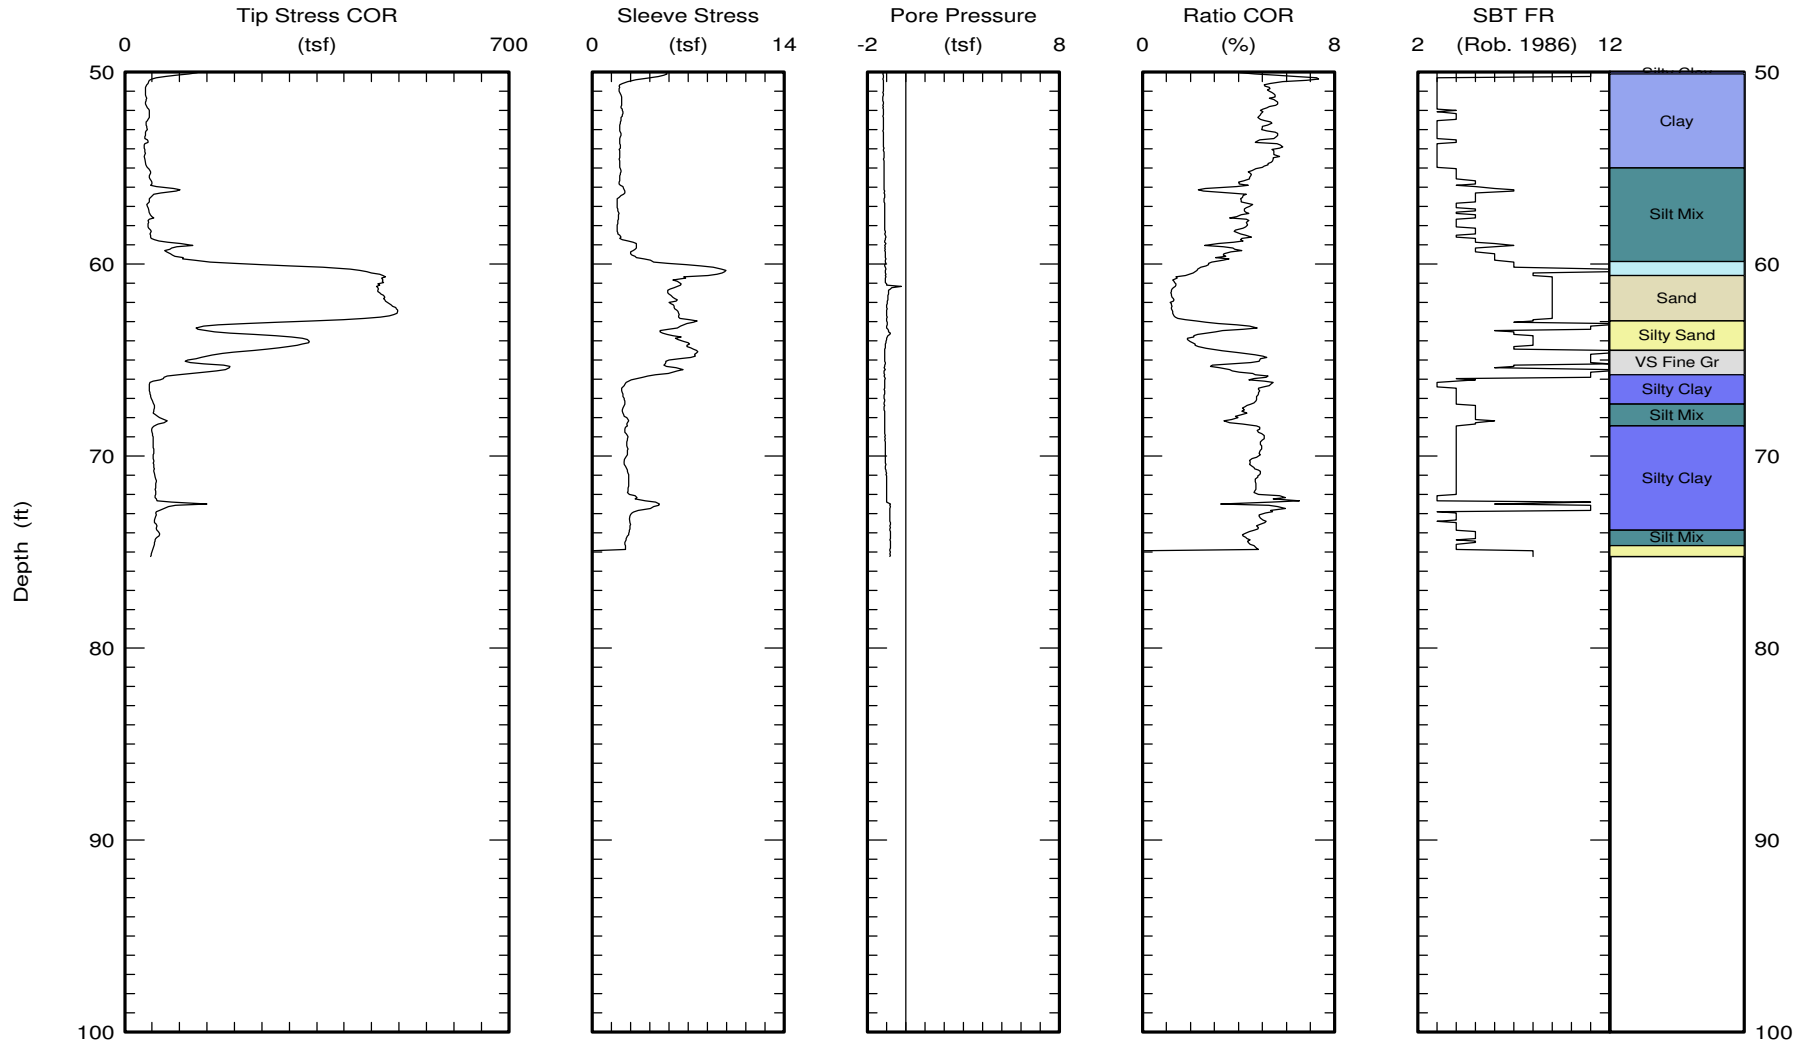 Tip Stress COR Sleeve Stress Pore Pressure Ratio COR SBT FR
0 (tsf) 700 0 (tsf) 14 -2 (tsf) 8 0 (%) 8 2 (Rob. 1986) 12
50 Silty Clay 50
Clay
Silt Mix
60 60
Sand
Silty Sand
VS Fine Gr
Silty Clay
Silt Mix
70 70
Silty Clay
Silt Mix
Depth (ft)
80 80
90 90
100 100